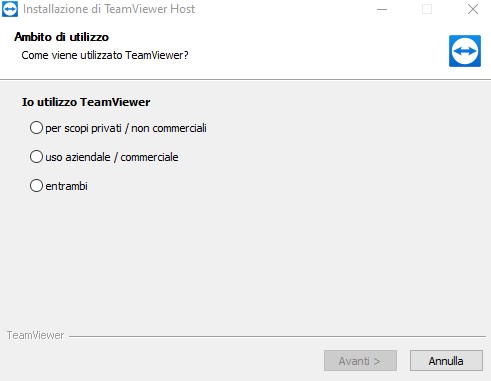 Installazione di TeamViewer Host
Ambito di utilizzo
Come viene utilizzato TeamViewer?
Io utilizzo TeamViewer
per scopi privati / non commerciali
uso aziendale / commerciale
entrambi
TeamViewer
Avanti >
Annulla